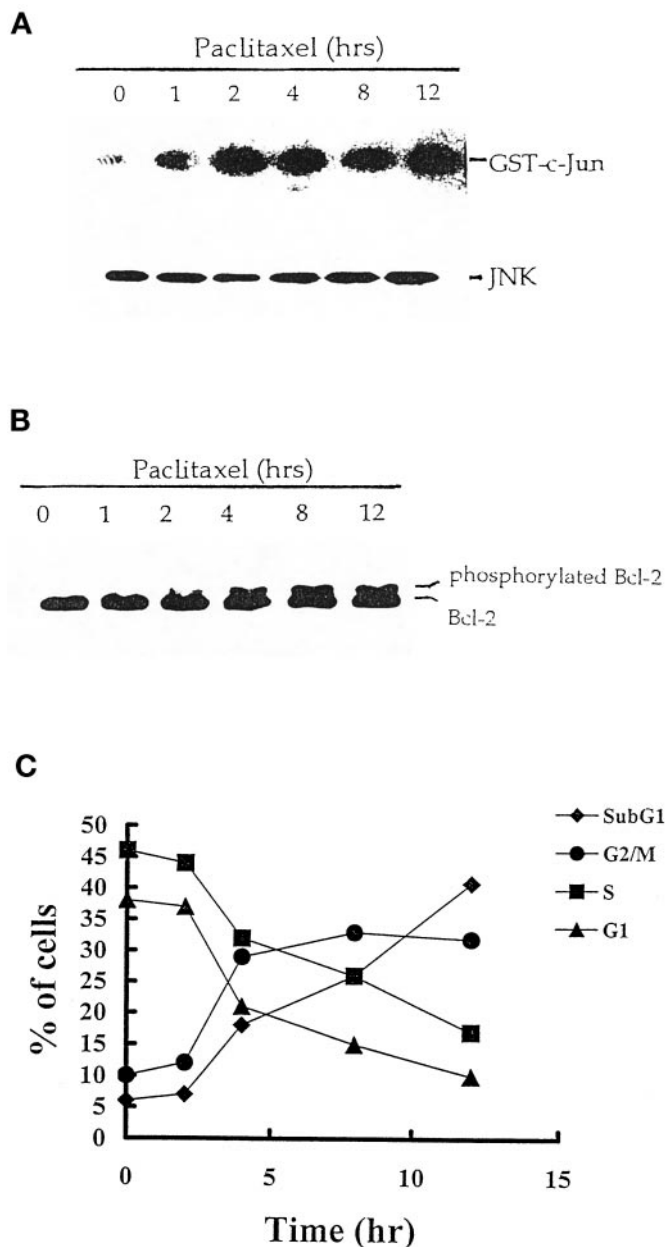 A
Paclitaxel (hrs)
0 1 2 4 8 12
GST-c-Jun
JNK
B
Paclitaxel (hrs)
0 1 2 4 8 12
phosphorylated Bcl-2
Bcl-2
C
50
45
40
35
30
25
20
15
10
5
0
% of cells
0 5 10 15
Time (hr)
SubG1
G2/M
S
G1